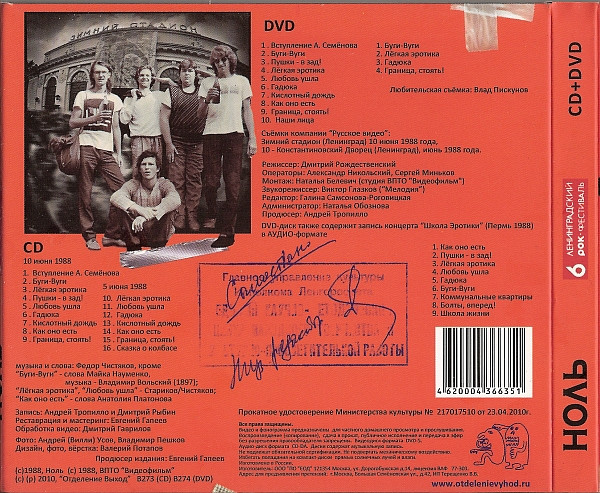 ЗИМНИЙ СТАДИОН
DVD
1. Вступление А. Семёнова
2. Буги-Вуги
3. Пушки - в зад!
4. Лёгкая эротика
5. Любовь ушла
6. Гадюка
7. Кислотный дождь
8. Как оно есть
9. Граница, стоять!
10. Наши лица
1. Буги-Вуги
2. Лёгкая эротика
3. Гадюка
4. Граница, стоять!
Любительская съёмка: Влад Пискунов
Съёмки компании "Русское видео":
Зимний стадион (Ленинград) 10 июня 1988 года,
10 - Константиновский Дворец (Ленинград), июнь 1988 года.
Режиссер: Дмитрий Рождественский
Операторы: Александр Никольский, Сергей Миньков
Монтаж: Наталья Белевич (студия ВПТО "Видеофильм")
Звукорежиссер: Виктор Глазков ("Мелодия")
Редактор: Галина Самсонова-Роговицкая
Администратор: Наталья Обознова
Продюсер: Андрей Тропилло
DVD-диск также содержит запись концерта "Школа Эротики" (Пермь 1988)
в АУДИО-формате
1. Как оно есть
2. Пушки - в зад!
3. Лёгкая эротика
4. Любовь ушла
5. Гадюка
6. Буги-Вуги
7. Коммунальные квартиры
8. Болты, вперед!
9. Школа жизни
CD
10 июня 1988
1. Вступление А. Семёнова
2. Буги-Вуги
3. Лёгкая эротика
4. Пушки - в зад!
5. Любовь ушла
6. Гадюка
7. Кислотный дождь
8. Как оно есть
9. Граница, стоять!
5 июня 1988
10. Лёгкая эротика
11. Любовь ушла
12. Гадюка
13. Кислотный дождь
14. Как оно есть
15. Граница, стоять!
16. Сказка о колбасе
Главное управление культуры
музыка и слова: Федор Чистяков, кроме
"Буги-Вуги" - слова Майка Науменко,
музыка - Владимир Вольский (1897);
"Лёгкая эротика", "Любовь ушла" - Стариков/Чистяков;
"Как оно есть" - слова Анатолия Платонова
Запись: Андрей Тропилло и Дмитрий Рыбин
Реставрация и мастеринг: Евгений Гапеев
Обработка видео: Дмитрий Гаврилов
Фото: Андрей (Вилли) Усов, Владимир Пешков
Дизайн, фото, вёрстка: Валерий Потапов
Продюсер издания: Евгений Гапеев
(с)1988, Ноль (с) 1988, ВПТО "Видеофильм"
(с) (р) 2010, "Отделение Выход" B273 (CD) B274 (DVD)
4620004366351
Прокатное удостоверение Министерства культуры № 217017510 от 23.04.2010г.
Все права защищены.
www.otdelenievyhod.ru
CD+DVD
ЛЕНИНГРАДСКИЙ
6 рок-ФЕСТИВАЛЬ
НОЛЬ